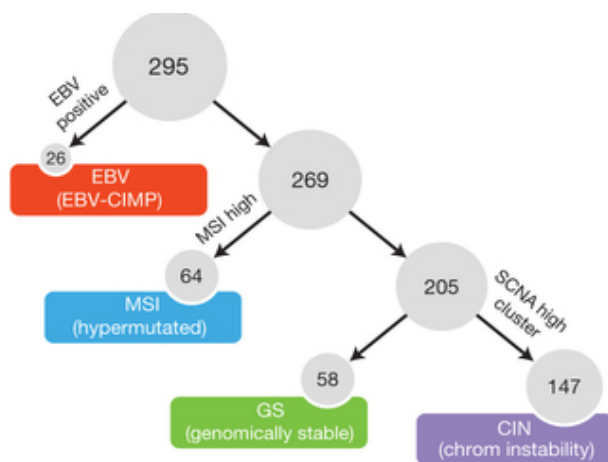 295
EBV
positive
26
EBV
(EBV-CIMP)
269
MSI high
64
MSI
(hypermutated)
205
SCNA high
cluster
58
GS
(genomically stable)
147
CIN
(chrom instability)